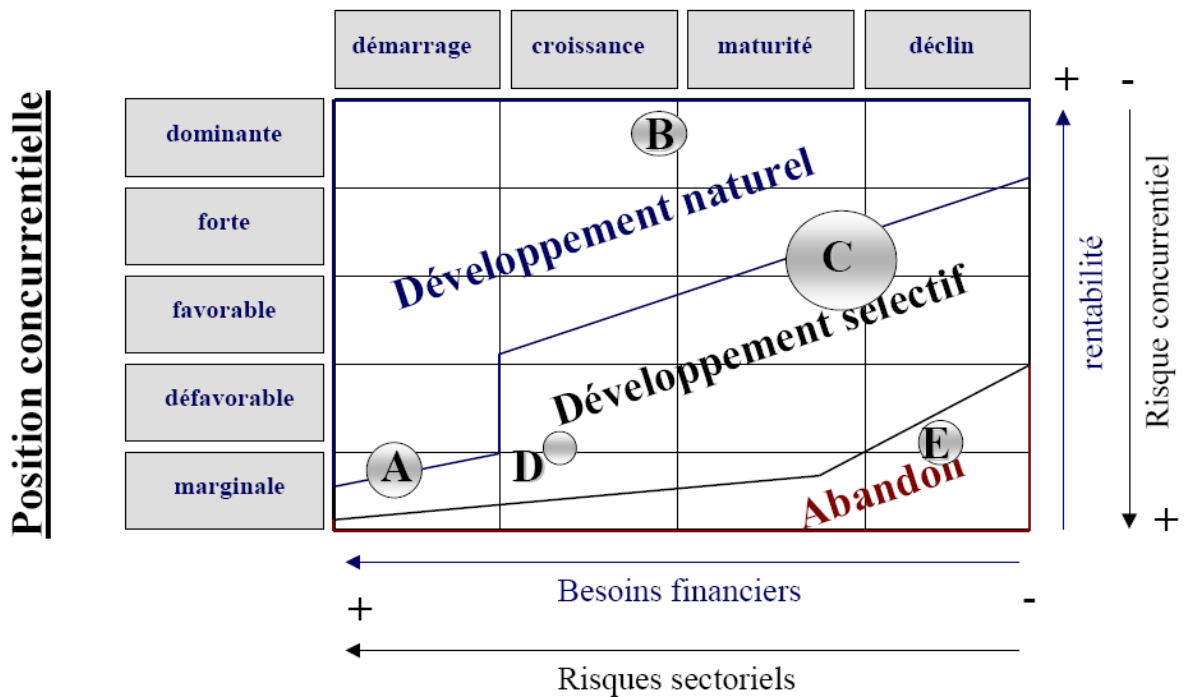 démarrage
croissance
maturité
déclin
+
-
Position concurrentielle
dominante
forte
favorable
défavorable
marginale
B
Développement naturel
C
Développement sélectif
A
D
E
Abandon
rentabilité
Risque concurrentiel
+
Besoins financiers
+
-
Risques sectoriels